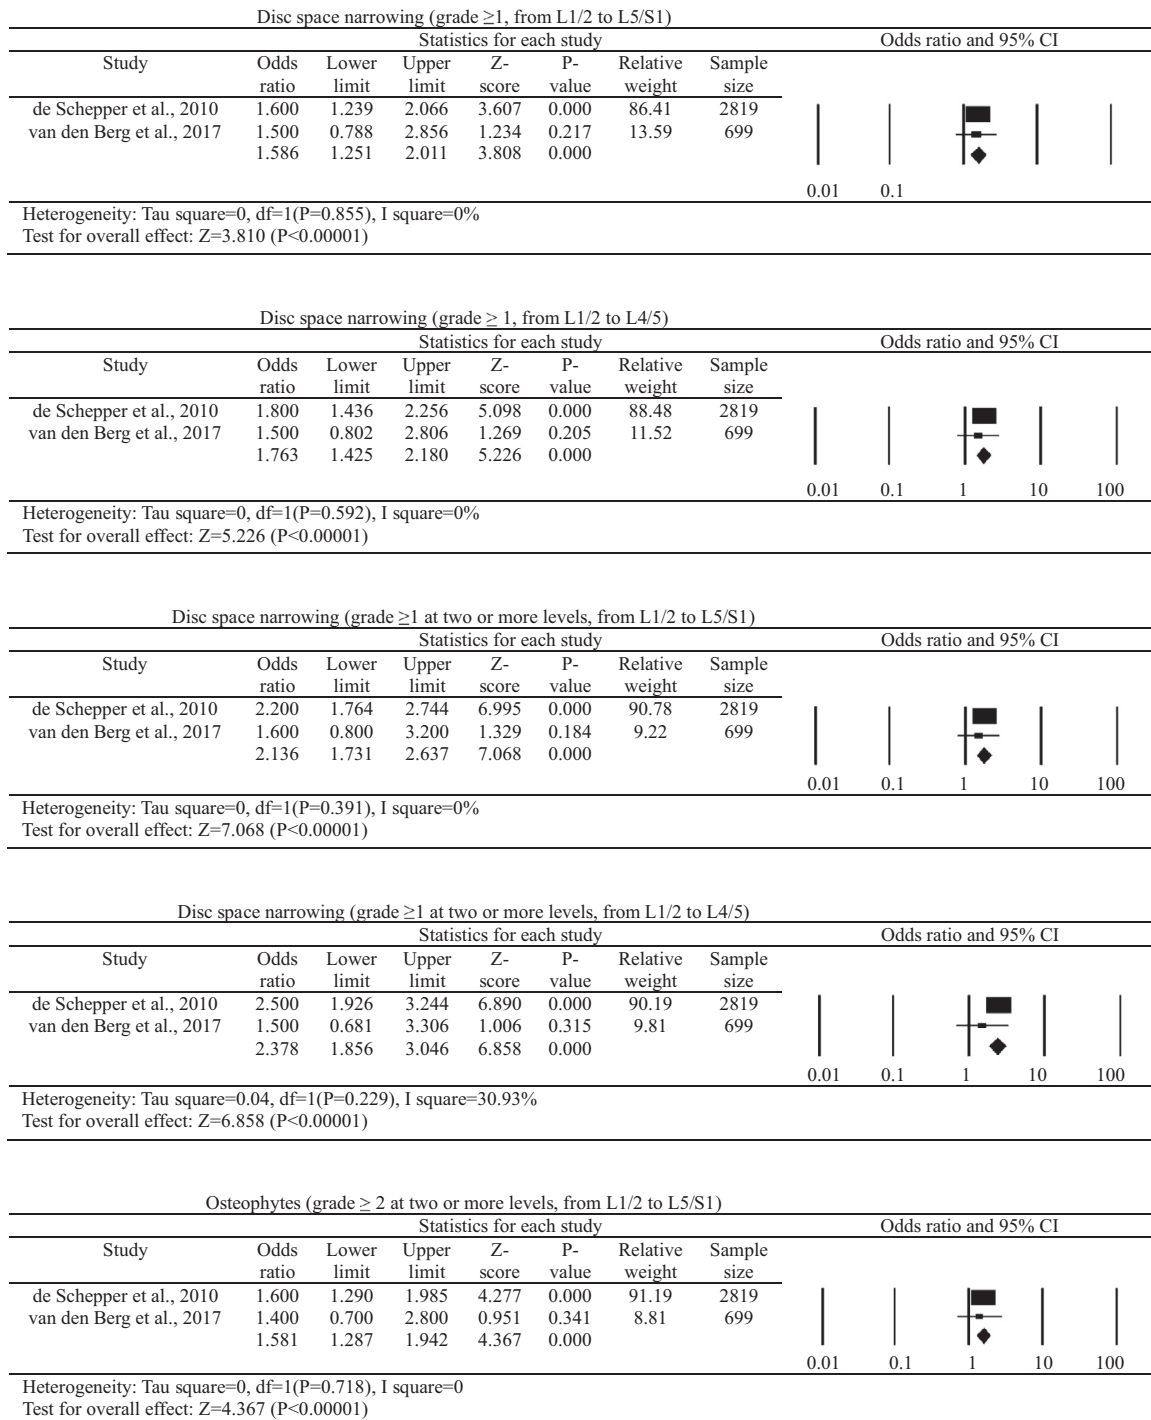 Disc space narrowing (grade ≥1, from L1/2 to L5/S1)
Statistics for each study Odds ratio and 95% CI
Study Odds Lower Upper Z- P- Relative Sample
ratio limit limit score value weight size
de Schepper et al., 2010 1.600 1.239 2.066 3.607 0.000 86.41 2819
van den Berg et al., 2017 1.500 0.788 2.856 1.234 0.217 13.59 699
1.586 1.251 2.011 3.808 0.000
0.01 0.1
Heterogeneity: Tau square=0, df=1(P=0.855), I square=0%
Test for overall effect: Z=3.810 (P<0.00001)
Disc space narrowing (grade ≥ 1, from L1/2 to L4/5)
Statistics for each study Odds ratio and 95% CI
Study Odds Lower Upper Z- P- Relative Sample
ratio limit limit score value weight size
de Schepper et al., 2010 1.800 1.436 2.256 5.098 0.000 88.48 2819
van den Berg et al., 2017 1.500 0.802 2.806 1.269 0.205 11.52 699
1.763 1.425 2.180 5.226 0.000
0.01 0.1 1 10 100
Heterogeneity: Tau square=0, df=1(P=0.592), I square=0%
Test for overall effect: Z=5.226 (P<0.00001)
Disc space narrowing (grade ≥1 at two or more levels, from L1/2 to L5/S1)
Statistics for each study Odds ratio and 95% CI
Study Odds Lower Upper Z- P- Relative Sample
ratio limit limit score value weight size
de Schepper et al., 2010 2.200 1.764 2.744 6.995 0.000 90.78 2819
van den Berg et al., 2017 1.600 0.800 3.200 1.329 0.184 9.22 699
2.136 1.731 2.637 7.068 0.000
0.01 0.1 1 10 100
Heterogeneity: Tau square=0, df=1(P=0.391), I square=0%
Test for overall effect: Z=7.068 (P<0.00001)
Disc space narrowing (grade ≥1 at two or more levels, from L1/2 to L4/5)
Statistics for each study Odds ratio and 95% CI
Study Odds Lower Upper Z- P- Relative Sample
ratio limit limit score value weight size
de Schepper et al., 2010 2.500 1.926 3.244 6.890 0.000 90.19 2819
van den Berg et al., 2017 1.500 0.681 3.306 1.006 0.315 9.81 699
2.378 1.856 3.046 6.858 0.000
0.01 0.1 1 10 100
Heterogeneity: Tau square=0.04, df=1(P=0.229), I square=30.93%
Test for overall effect: Z=6.858 (P<0.00001)
Osteophytes (grade ≥ 2 at two or more levels, from L1/2 to L5/S1)
Statistics for each study Odds ratio and 95% CI
Study Odds Lower Upper Z- P- Relative Sample
ratio limit limit score value weight size
de Schepper et al., 2010 1.600 1.290 1.985 4.277 0.000 91.19 2819
van den Berg et al., 2017 1.400 0.700 2.800 0.951 0.341 8.81 699
1.581 1.287 1.942 4.367 0.000
0.01 0.1 1 10 100
Heterogeneity: Tau square=0, df=1(P=0.718), I square=0
Test for overall effect: Z=4.367 (P<0.00001)